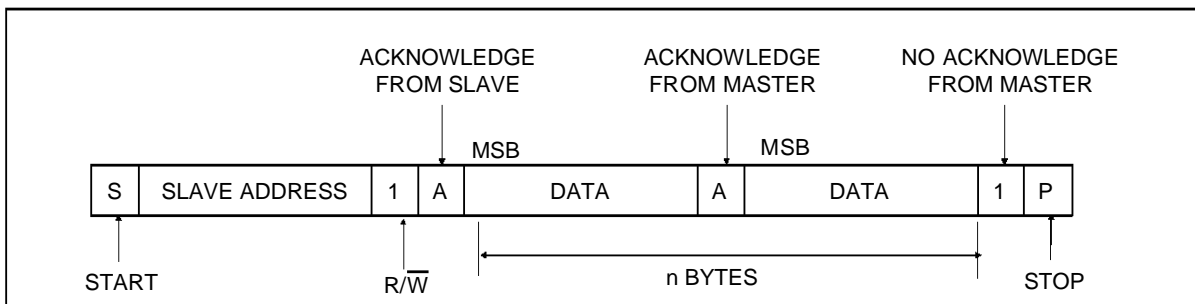 ACKNOWLEDGE
FROM SLAVE
ACKNOWLEDGE
FROM MASTER
NO ACKNOWLEDGE
FROM MASTER
MSB
MSB
S SLAVE ADDRESS 1 A DATA A DATA 1 P
START
R/W̅
n BYTES
STOP